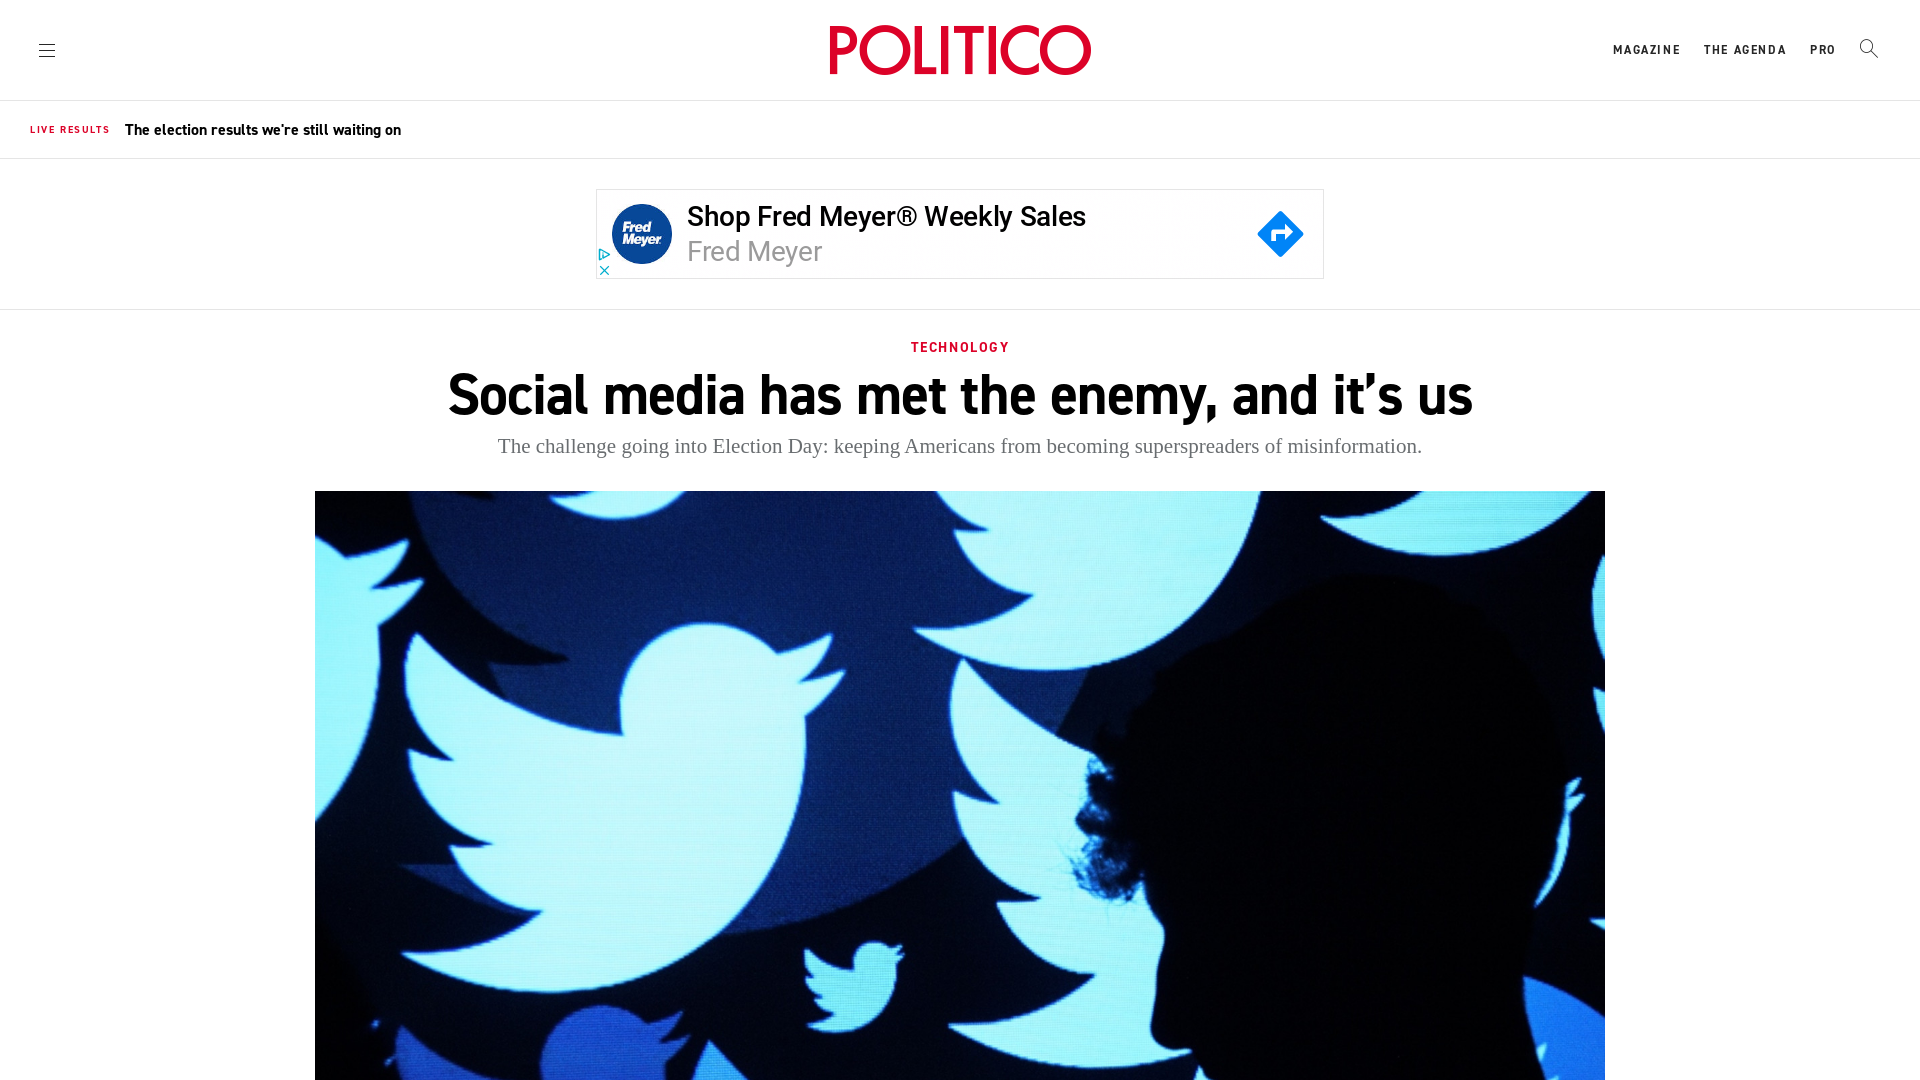 POLITICO
MAGAZINE
THE AGENDA
PRO
LIVE RESULTS
The election results we're still waiting on
Fred Meyer
Shop Fred Meyer® Weekly Sales
Fred Meyer
TECHNOLOGY
Social media has met the enemy, and it’s us
The challenge going into Election Day: keeping Americans from becoming superspreaders of misinformation.